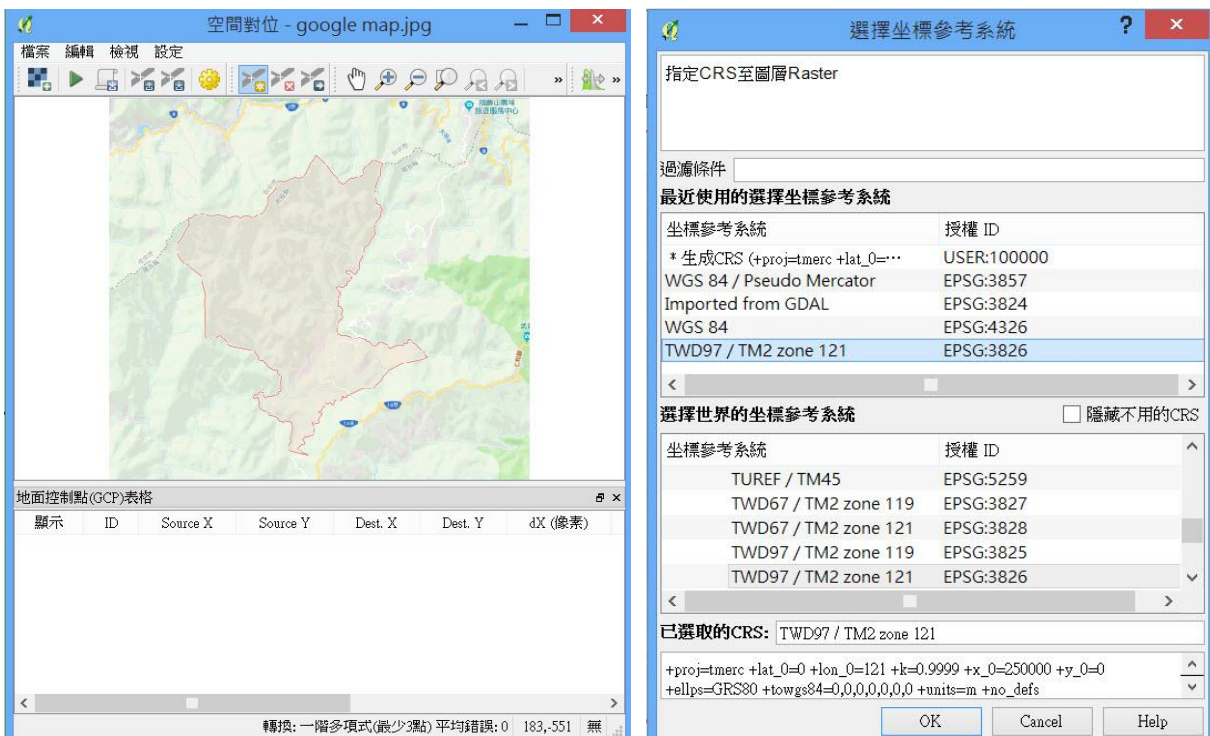 空間對位 - google map.jpg
檔案 編輯 檢視 設定
» »
14甲
地面控制點(GCP)表格
顯示 ID Source X Source Y Dest. X Dest. Y dX (像素)
轉換: 一階多項式(最少3點) 平均錯誤: 0 183,-551 無
選擇坐標參考系統 ?
指定CRS至圖層Raster
過濾條件
最近使用的選擇坐標參考系統
坐標參考系統 授權 ID
* 生成CRS (+proj=tmerc +lat_0=⋯ USER:100000
WGS 84 / Pseudo Mercator EPSG:3857
Imported from GDAL EPSG:3824
WGS 84 EPSG:4326
TWD97 / TM2 zone 121 EPSG:3826
選擇世界的坐標參考系統 隱藏不用的CRS
坐標參考系統 授權 ID
TUREF / TM45 EPSG:5259
TWD67 / TM2 zone 119 EPSG:3827
TWD67 / TM2 zone 121 EPSG:3828
TWD97 / TM2 zone 119 EPSG:3825
TWD97 / TM2 zone 121 EPSG:3826
已選取的CRS: TWD97 / TM2 zone 121
+proj=tmerc +lat_0=0 +lon_0=121 +k=0.9999 +x_0=250000 +y_0=0
+ellps=GRS80 +towgs84=0,0,0,0,0,0,0 +units=m +no_defs
OK Cancel Help